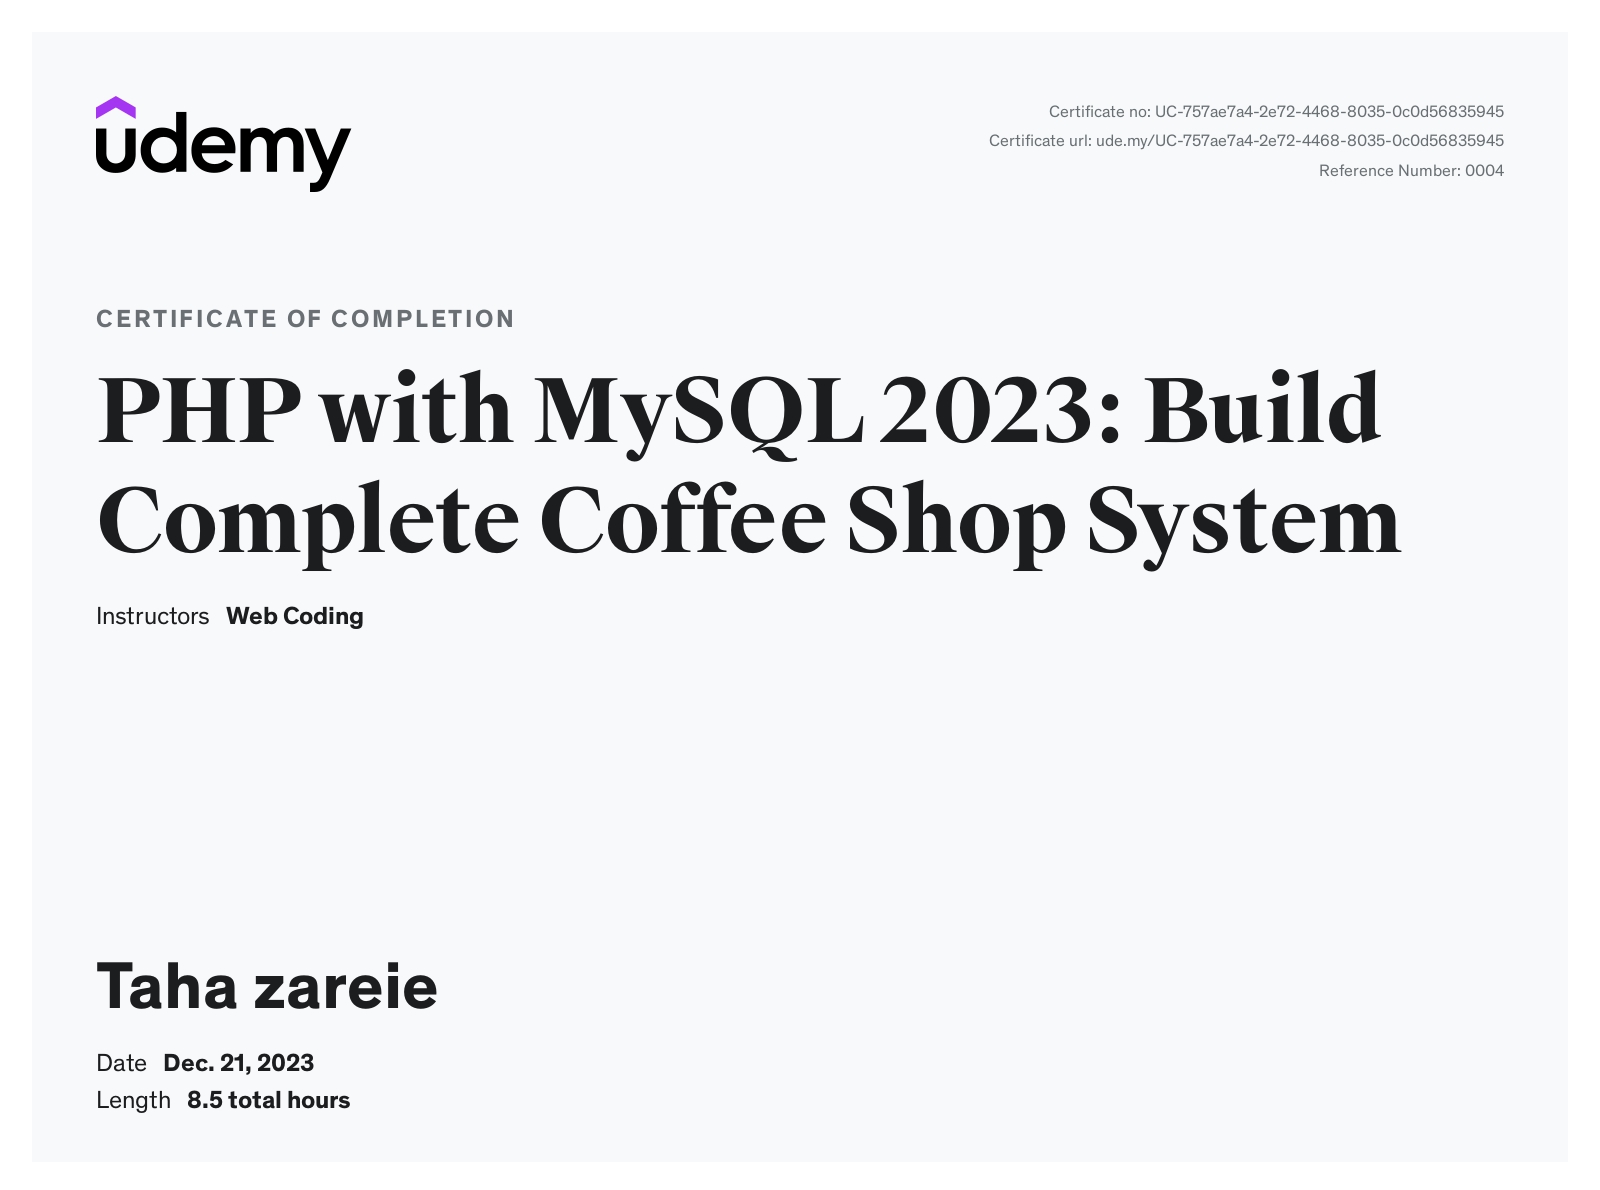 udemy
Certificate no: UC-757ae7a4-2e72-4468-8035-0c0d56835945
Certificate url: ude.my/UC-757ae7a4-2e72-4468-8035-0c0d56835945
Reference Number: 0004
CERTIFICATE OF COMPLETION
PHP with MySQL 2023: Build
Complete Coffee Shop System
Instructors Web Coding
Taha zareie
Date Dec. 21, 2023
Length 8.5 total hours